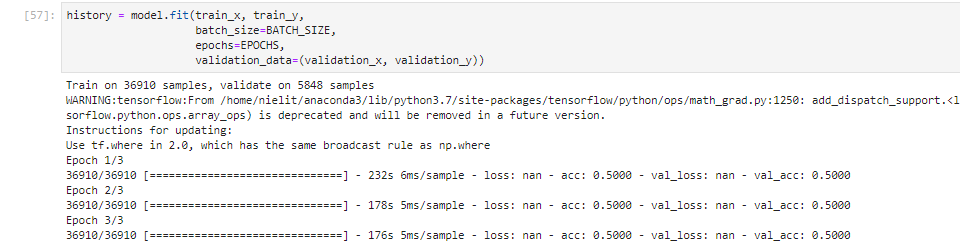 [57]: history = model.fit(train_x, train_y,
batch_size=BATCH_SIZE,
epochs=EPOCHS,
validation_data=(validation_x, validation_y))
Train on 36910 samples, validate on 5848 samples
WARNING:tensorflow:From /home/nielit/anaconda3/lib/python3.7/site-packages/tensorflow/python/ops/math_grad.py:1250: add_dispatch_support.<l
sorflow.python.ops.array_ops) is deprecated and will be removed in a future version.
Instructions for updating:
Use tf.where in 2.0, which has the same broadcast rule as np.where
Epoch 1/3
36910/36910 [==============================] - 232s 6ms/sample - loss: nan - acc: 0.5000 - val_loss: nan - val_acc: 0.5000
Epoch 2/3
36910/36910 [==============================] - 178s 5ms/sample - loss: nan - acc: 0.5000 - val_loss: nan - val_acc: 0.5000
Epoch 3/3
36910/36910 [==============================] - 176s 5ms/sample - loss: nan - acc: 0.5000 - val_loss: nan - val_acc: 0.5000